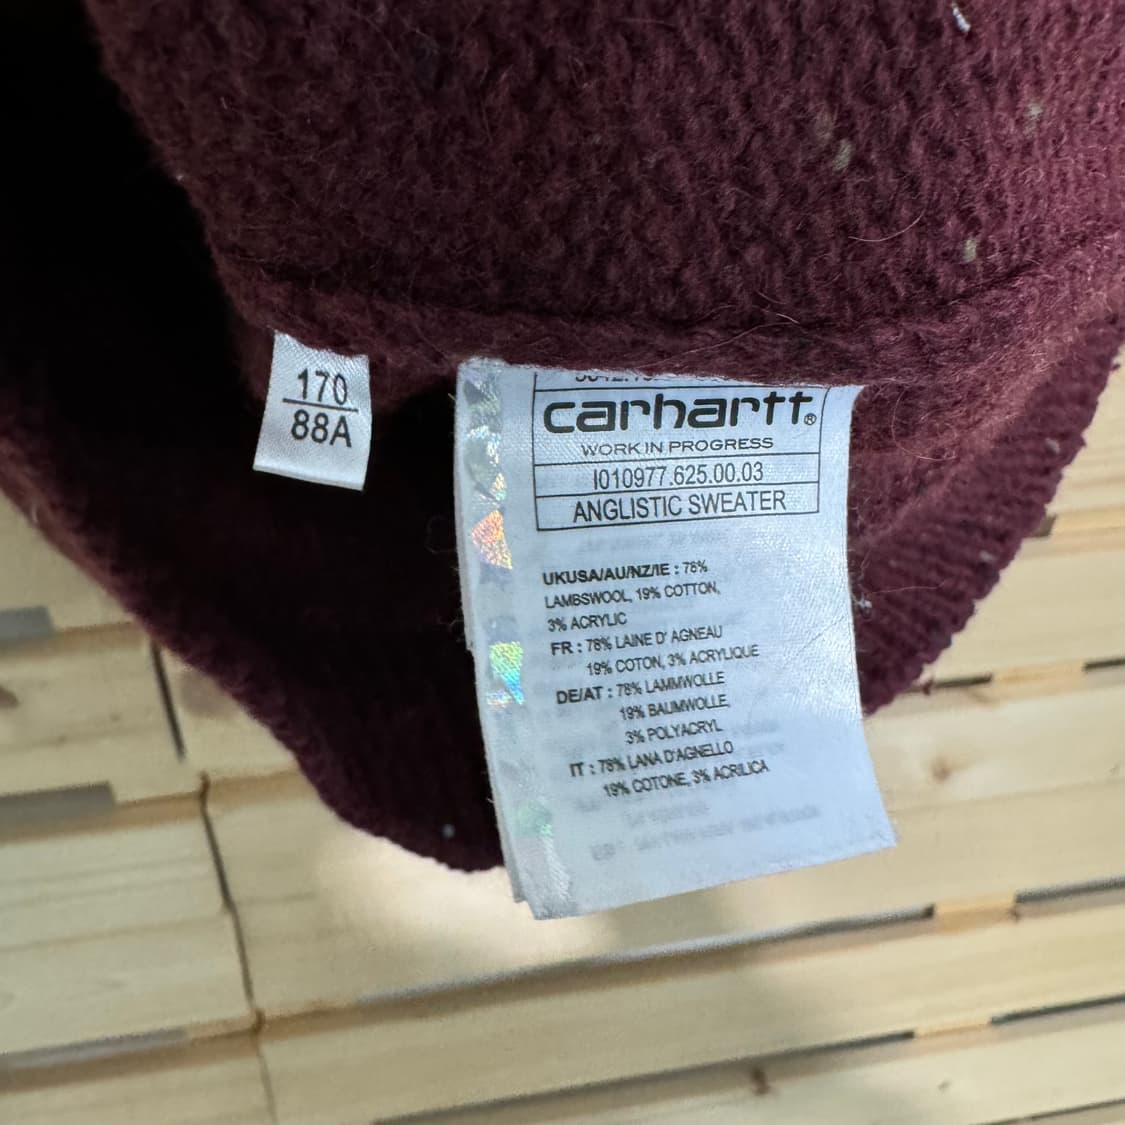 170
88A
carhartt®
WORK IN PROGRESS
I010977.625.00.03
ANGLISTIC SWEATER
UKUSA/AU/NZ/IE : 78%
LAMBSWOOL, 19% COTTON,
3% ACRYLIC
FR : 78% LAINE D' AGNEAU
19% COTON, 3% ACRYLIQUE
DE/AT : 78% LAMMWOLLE
19% BAUMWOLLE,
3% POLYACRYL
IT : 78% LANA D'AGNELLO
19% COTONE, 3% ACRILICA